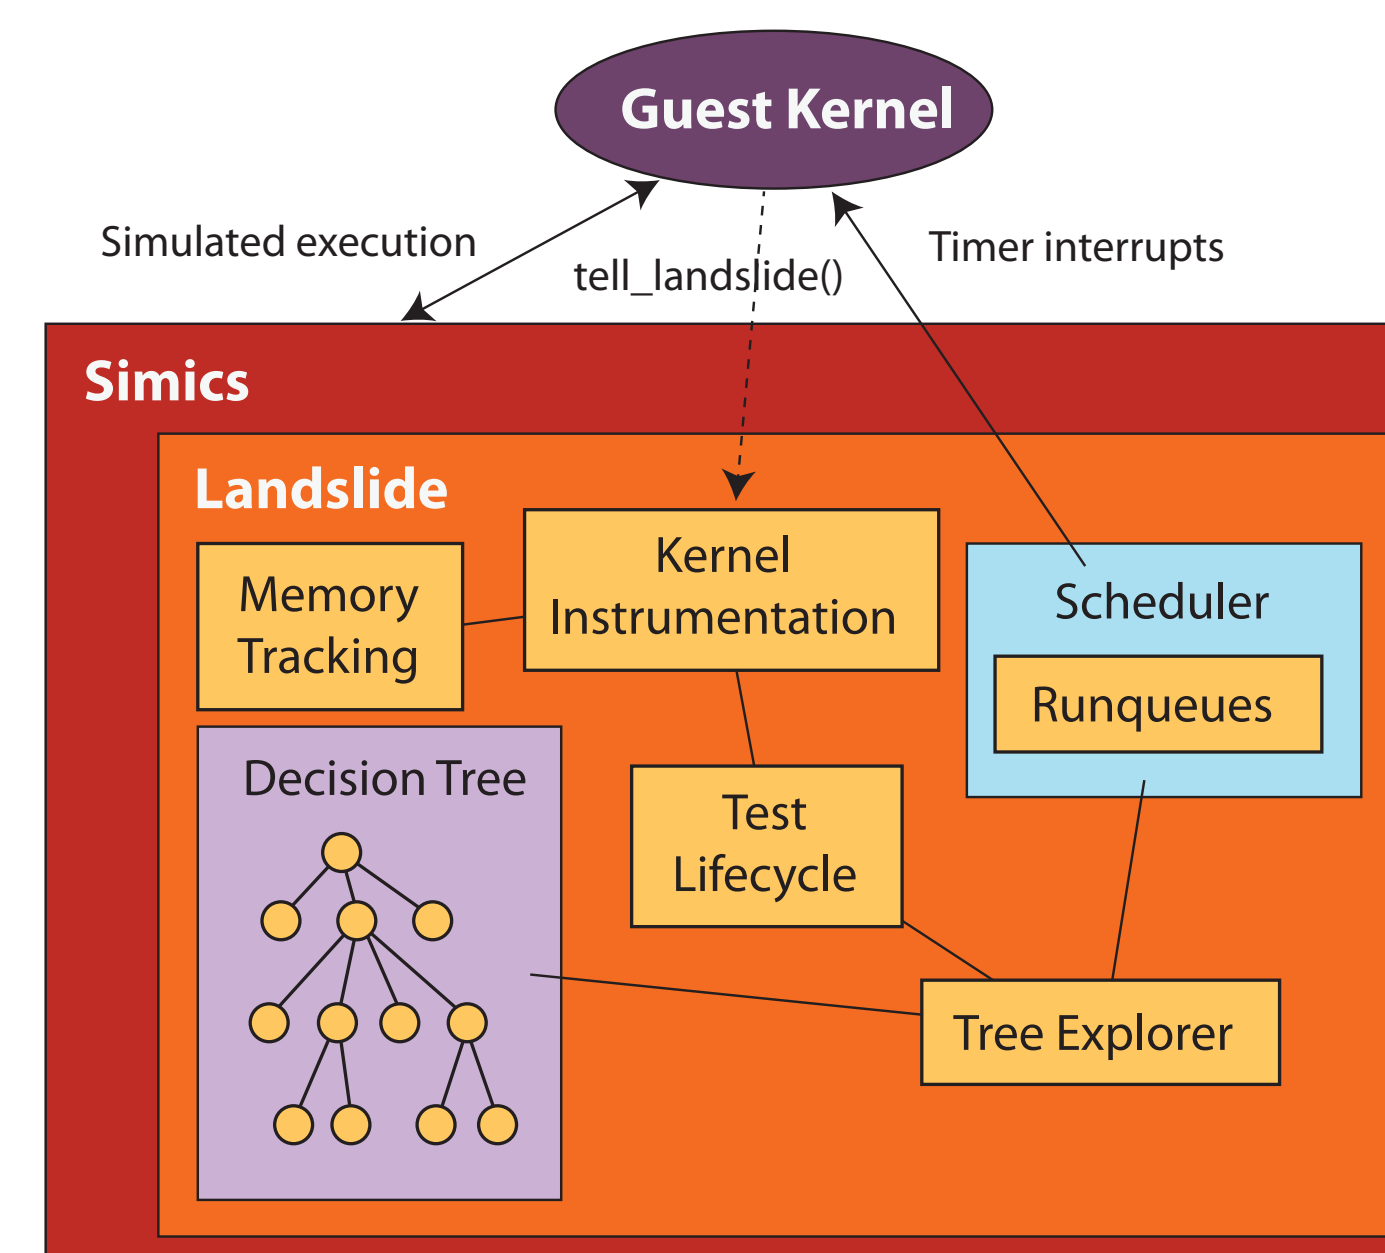 Guest Kernel
Simulated execution
tell_landslide()
Timer interrupts
Simics
Landslide
Memory
Tracking
Kernel
Instrumentation
Scheduler
Runqueues
Decision Tree
Test
Lifecycle
Tree Explorer